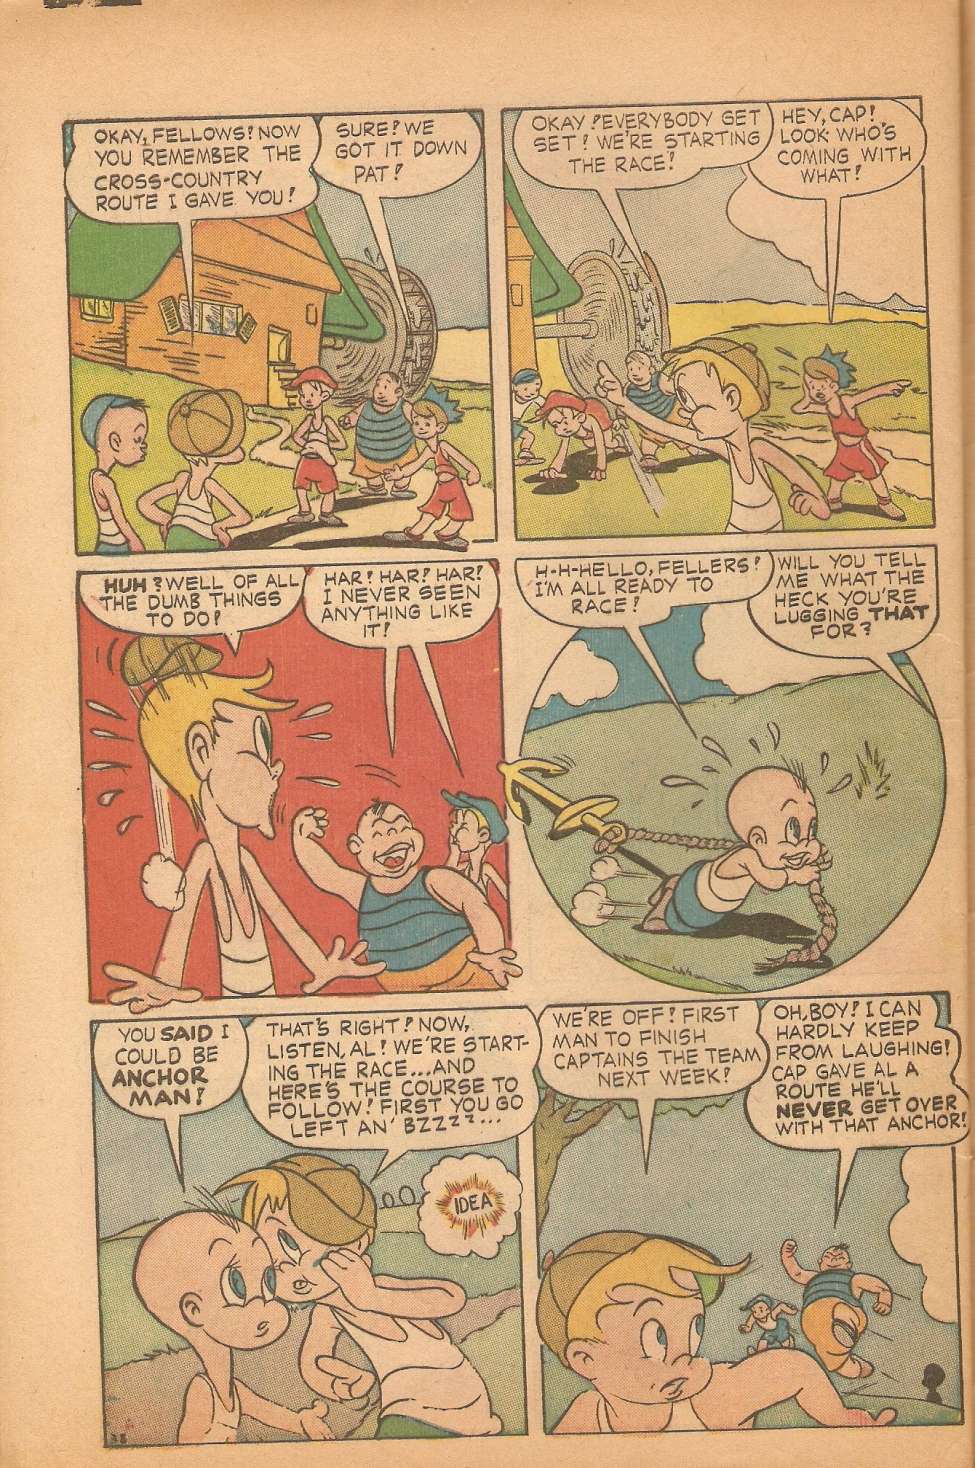 OKAY, FELLOWS! NOW
YOU REMEMBER THE
CROSS-COUNTRY
ROUTE I GAVE YOU!
SURE! WE
GOT IT DOWN
PAT!
OKAY! EVERYBODY GET
SET! WE'RE STARTING
THE RACE!
HEY, CAP!
LOOK WHO'S
COMING WITH
WHAT!
HUH? WELL OF ALL
THE DUMB THINGS
TO DO!
HAR! HAR! HAR!
I NEVER SEEN
ANYTHING LIKE
IT!
H-H-HELLO, FELLERS!
I'M ALL READY TO
RACE!
WILL YOU TELL
ME WHAT THE
HECK YOU'RE
LUGGING THAT
FOR?
YOU SAID I
COULD BE
ANCHOR
MAN!
THAT'S RIGHT! NOW,
LISTEN, AL! WE'RE START-
ING THE RACE...AND
HERE'S THE COURSE TO
FOLLOW! FIRST YOU GO
LEFT AN' BZZZZ...
IDEA
WE'RE OFF! FIRST
MAN TO FINISH
CAPTAINS THE TEAM
NEXT WEEK!
OH, BOY! I CAN
HARDLY KEEP
FROM LAUGHING!
CAP GAVE AL A
ROUTE HE'LL
NEVER GET OVER
WITH THAT ANCHOR!
38